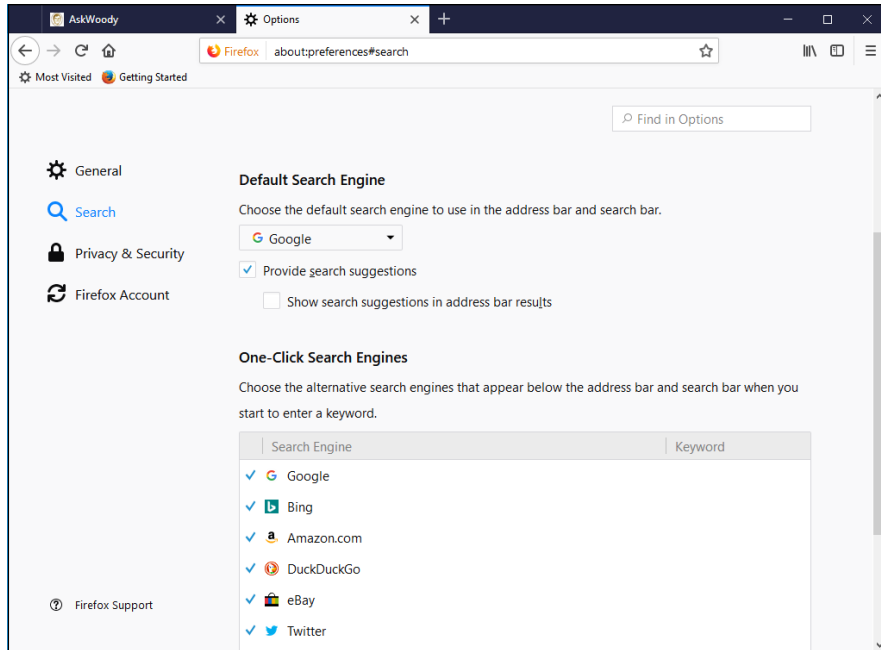 AskWoody
Options
Firefox about:preferences#search
Most Visited Getting Started
Find in Options
General
Search
Privacy & Security
Firefox Account
Default Search Engine
Choose the default search engine to use in the address bar and search bar.
Google
Provide search suggestions
Show search suggestions in address bar results
One-Click Search Engines
Choose the alternative search engines that appear below the address bar and search bar when you
start to enter a keyword.
Search Engine Keyword
Google
Bing
Amazon.com
DuckDuckGo
eBay
Twitter
Firefox Support